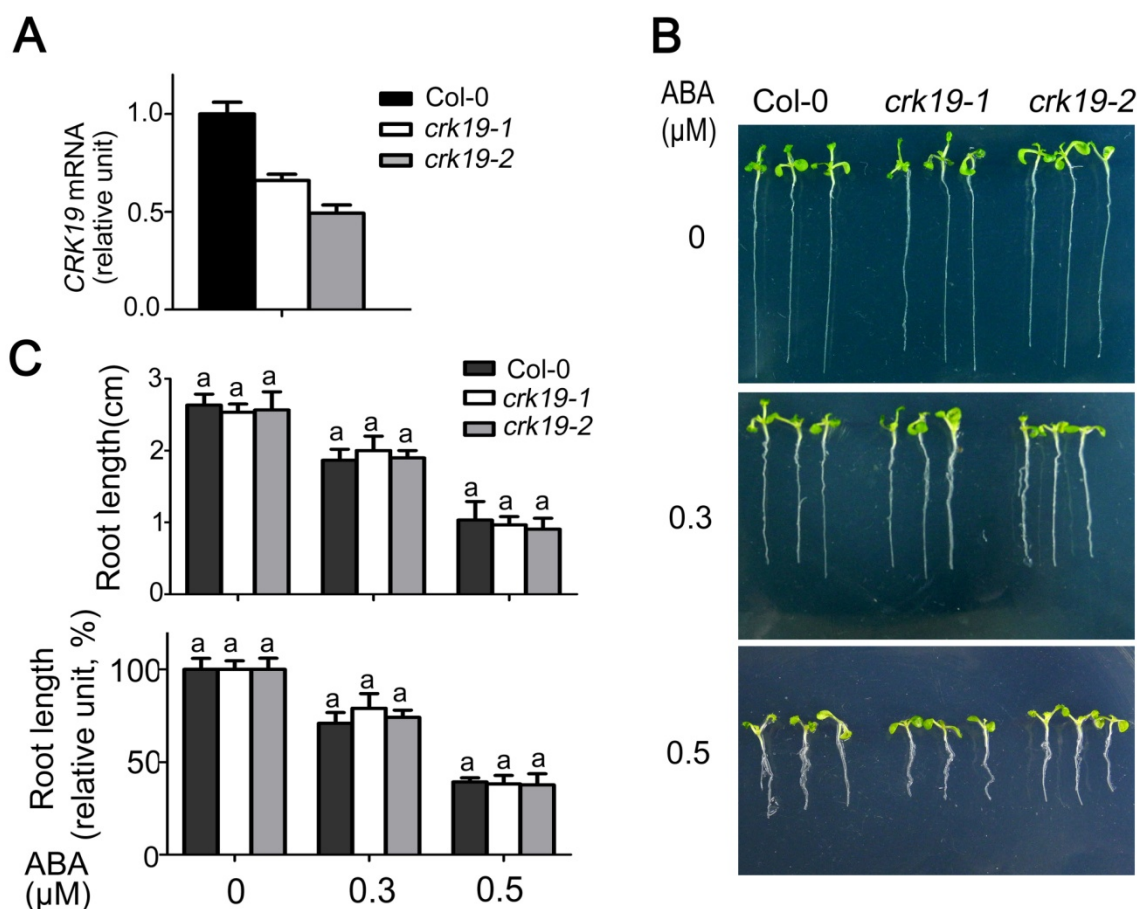 A
CRK19 mRNA
(relative unit)
1.0
0.5
0.0
Col-0
crk19-1
crk19-2
B
ABA
(µM)
Col-0 crk19-1 crk19-2
0
0.3
0.5
C
Root length(cm)
3
2
1
0
a a a a a a a a a
Col-0
crk19-1
crk19-2
Root length
(relative unit, %)
100
50
0
a a a a a a a a a
ABA
(µM)
0 0.3 0.5